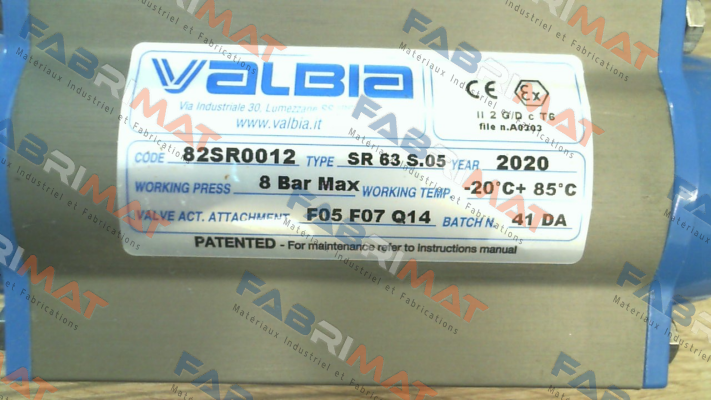 VALBIA
Via Industriale 30, Lumezzane
www.valbia.it
CE Ex
II 2 G/D c T6
file n.A0203
CODE 82SR0012 TYPE SR 63 S.05 YEAR 2020
WORKING PRESS 8 Bar Max WORKING TEMP. -20°C+ 85°C
VALVE ACT. ATTACHMENT F05 F07 Q14 BATCH N. 41 DA
PATENTED - For maintenance refer to instructions manual
FABRIMAT
Materiaux Industriel et Fabrications